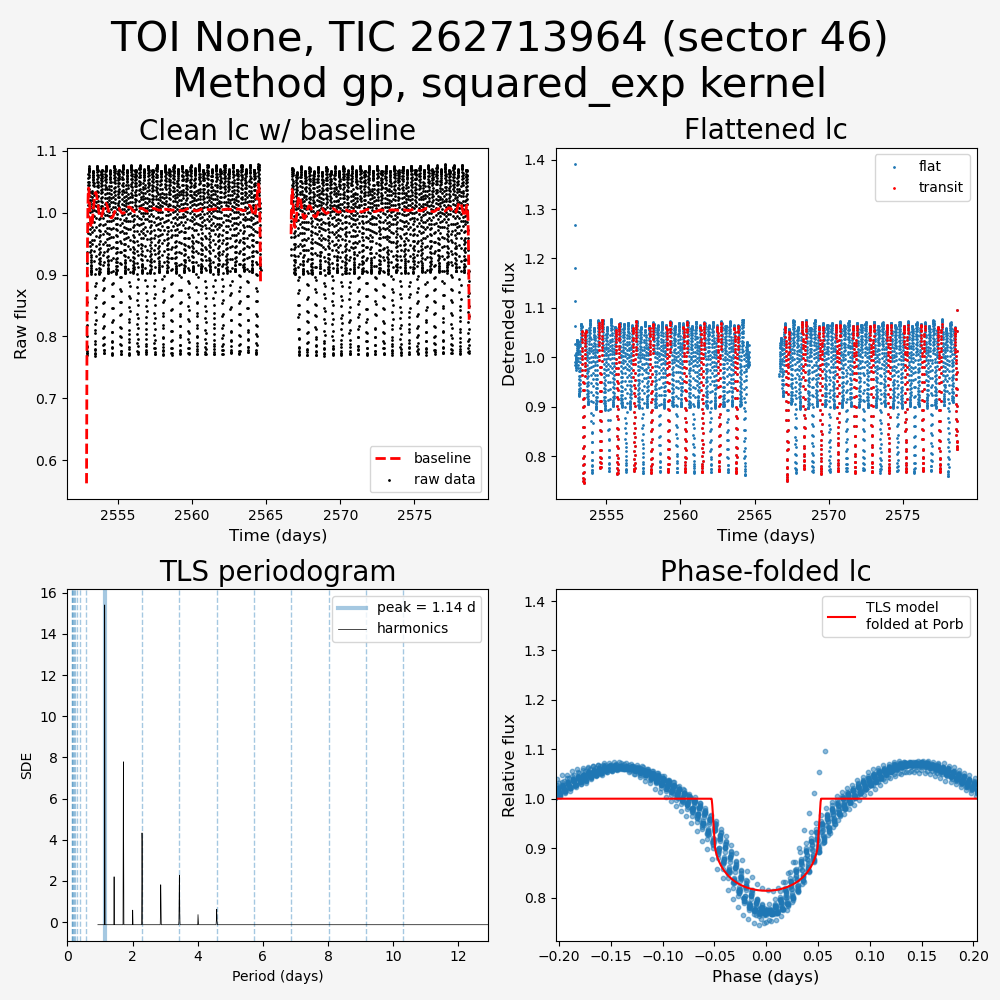 TOI None, TIC 262713964 (sector 46)
Method gp, squared_exp kernel
Clean lc w/ baseline
1.1
1.0
0.9
0.8
0.7
0.6
Raw flux
baseline
raw data
2555
2560
2565
2570
2575
Time (days)
Flattened lc
1.4
1.3
1.2
1.1
1.0
0.9
0.8
Detrended flux
flat
transit
2555
2560
2565
2570
2575
Time (days)
TLS periodogram
16
14
12
10
8
6
4
2
0
SDE
peak = 1.14 d
harmonics
0
2
4
6
8
10
12
Period (days)
Phase-folded lc
1.4
1.3
1.2
1.1
1.0
0.9
0.8
Relative flux
TLS model
folded at Porb
−0.20
−0.15
−0.10
−0.05
0.00
0.05
0.10
0.15
0.20
Phase (days)